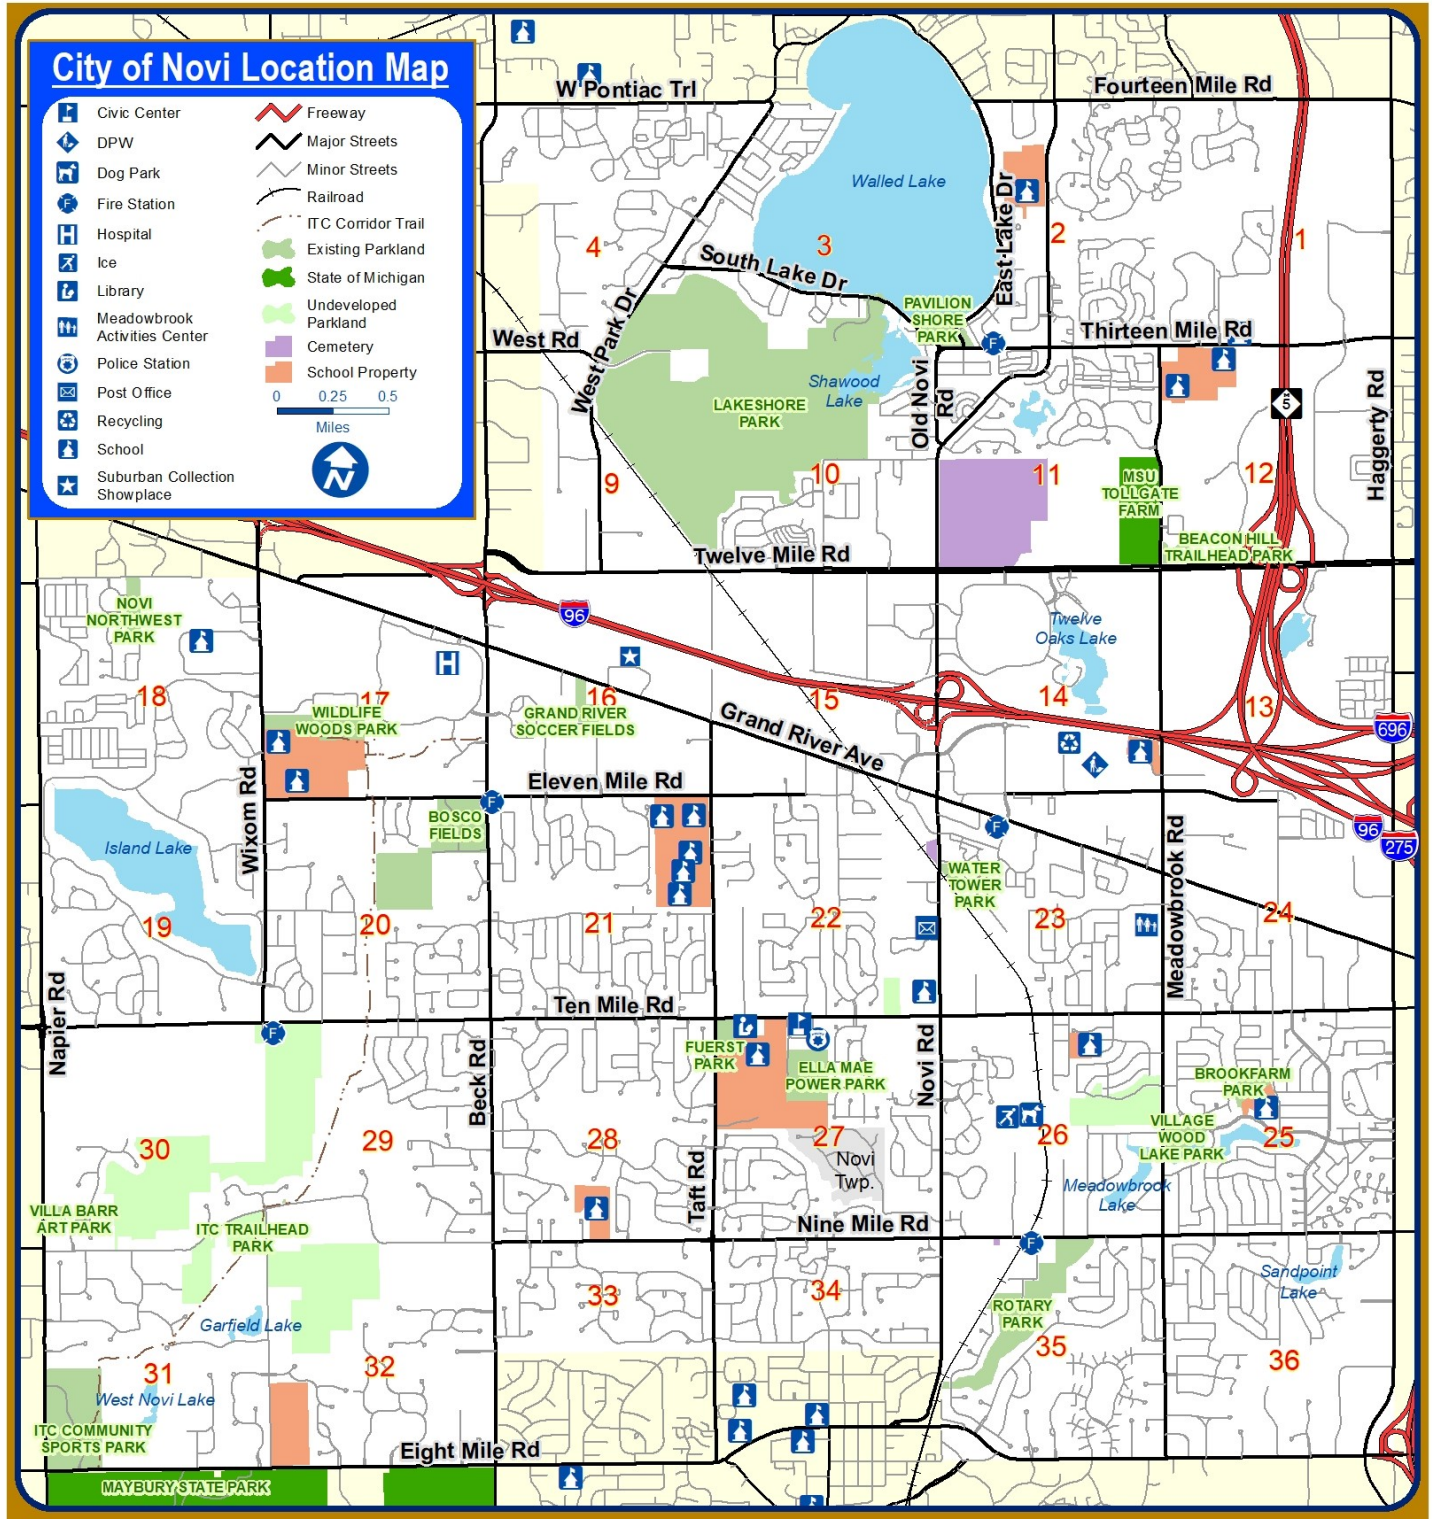 City of Novi Location Map
Civic Center
DPW
Dog Park
Fire Station
Hospital
Ice
Library
Meadowbrook
Activities Center
Police Station
Post Office
Recycling
School
Suburban Collection
Showplace
Freeway
Major Streets
Minor Streets
Railroad
ITC Corridor Trail
Existing Parkland
State of Michigan
Undeveloped
Parkland
Cemetery
School Property
0 0.25 0.5
Miles
N
W Pontiac Trl
Fourteen Mile Rd
Walled Lake
East Lake Dr
4
3
2
1
South Lake Dr
PAVILION
SHORE
PARK
F
Thirteen Mile Rd
West Rd
West Park Dr
Shawood
Lake
Old Novi
Rd
LAKESHORE
PARK
5
Haggerty Rd
9
10
11
12
MSU
TOLLGATE
FARM
BEACON HILL
TRAILHEAD PARK
Twelve Mile Rd
96
NOVI
NORTHWEST
PARK
H
Twelve
Oaks Lake
18
17
16
15
14
13
WILDLIFE
WOODS PARK
GRAND RIVER
SOCCER FIELDS
Grand River Ave
696
Eleven Mile Rd
Wixom Rd
F
BOSCO
FIELDS
F
96
275
Island Lake
WATER
TOWER
PARK
Meadowbrook Rd
19
20
21
22
23
24
Napier Rd
Ten Mile Rd
F
Beck Rd
FUERST
PARK
ELLA MAE
POWER PARK
Novi Rd
BROOKFARM
PARK
VILLAGE
WOOD
LAKE PARK
30
29
28
27
26
25
Novi
Twp.
Taft Rd
Meadowbrook
Lake
VILLA BARR
ART PARK
ITC TRAILHEAD
PARK
Nine Mile Rd
F
Sandpoint
Lake
33
34
ROTARY
PARK
Garfield Lake
31
32
35
36
West Novi Lake
ITC COMMUNITY
SPORTS PARK
Eight Mile Rd
MAYBURY STATE PARK